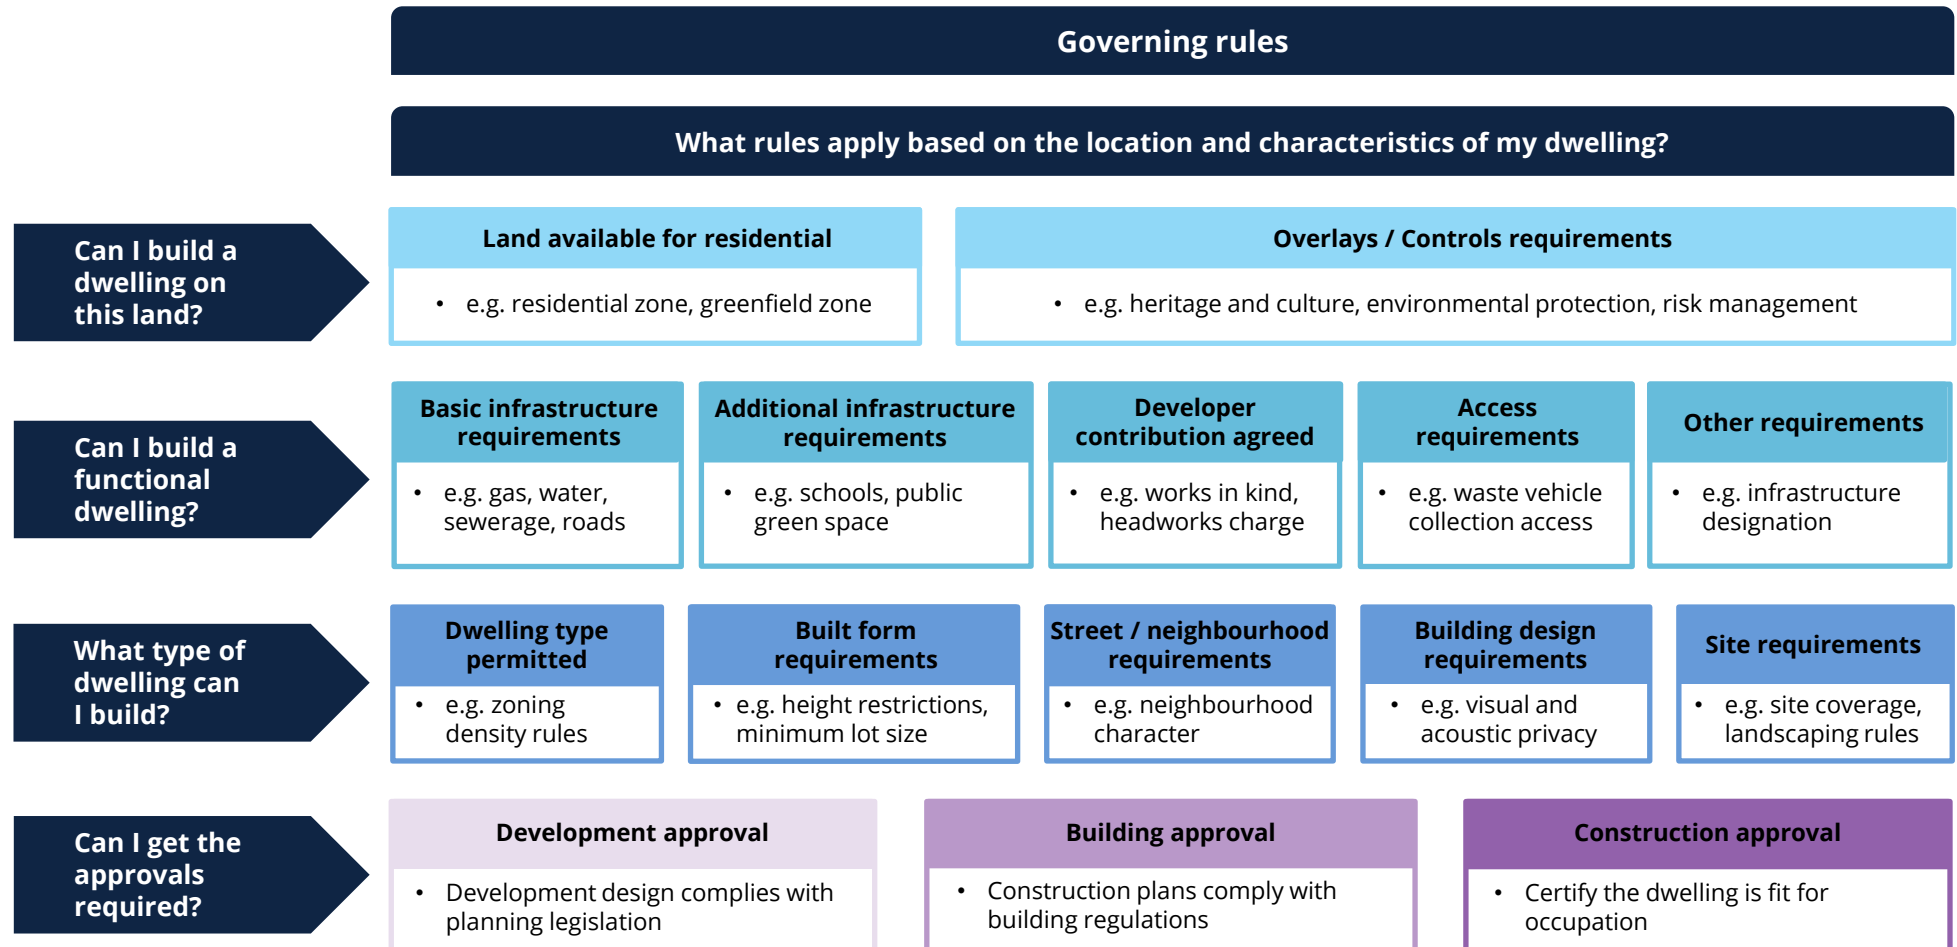 Governing rules
What rules apply based on the location and characteristics of my dwelling?
Can I build a
dwelling on
this land?
Land available for residential
• e.g. residential zone, greenfield zone
Overlays / Controls requirements
• e.g. heritage and culture, environmental protection, risk management
Can I build a
functional
dwelling?
Basic infrastructure
requirements
• e.g. gas, water,
sewerage, roads
Additional infrastructure
requirements
• e.g. schools, public
green space
Developer
contribution agreed
• e.g. works in kind,
headworks charge
Access
requirements
• e.g. waste vehicle
collection access
Other requirements
• e.g. infrastructure
designation
What type of
dwelling can
I build?
Dwelling type
permitted
• e.g. zoning
density rules
Built form
requirements
• e.g. height restrictions,
minimum lot size
Street / neighbourhood
requirements
• e.g. neighbourhood
character
Building design
requirements
• e.g. visual and
acoustic privacy
Site requirements
• e.g. site coverage,
landscaping rules
Can I get the
approvals
required?
Development approval
• Development design complies with
planning legislation
Building approval
• Construction plans comply with
building regulations
Construction approval
• Certify the dwelling is fit for
occupation